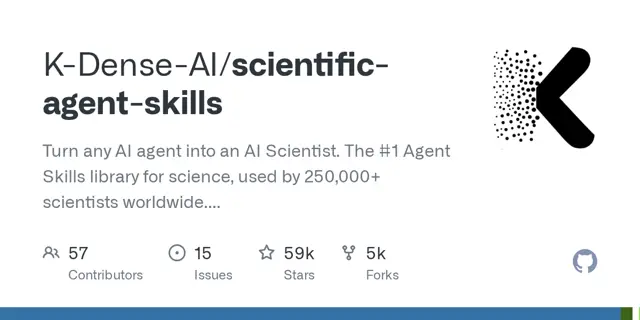 K-Dense-AI/scientific-
agent-skills
Turn any AI agent into an AI Scientist. The #1 Agent
Skills library for science, used by 250,000+
scientists worldwide....
57
Contributors
15
Issues
59k
Stars
5k
Forks